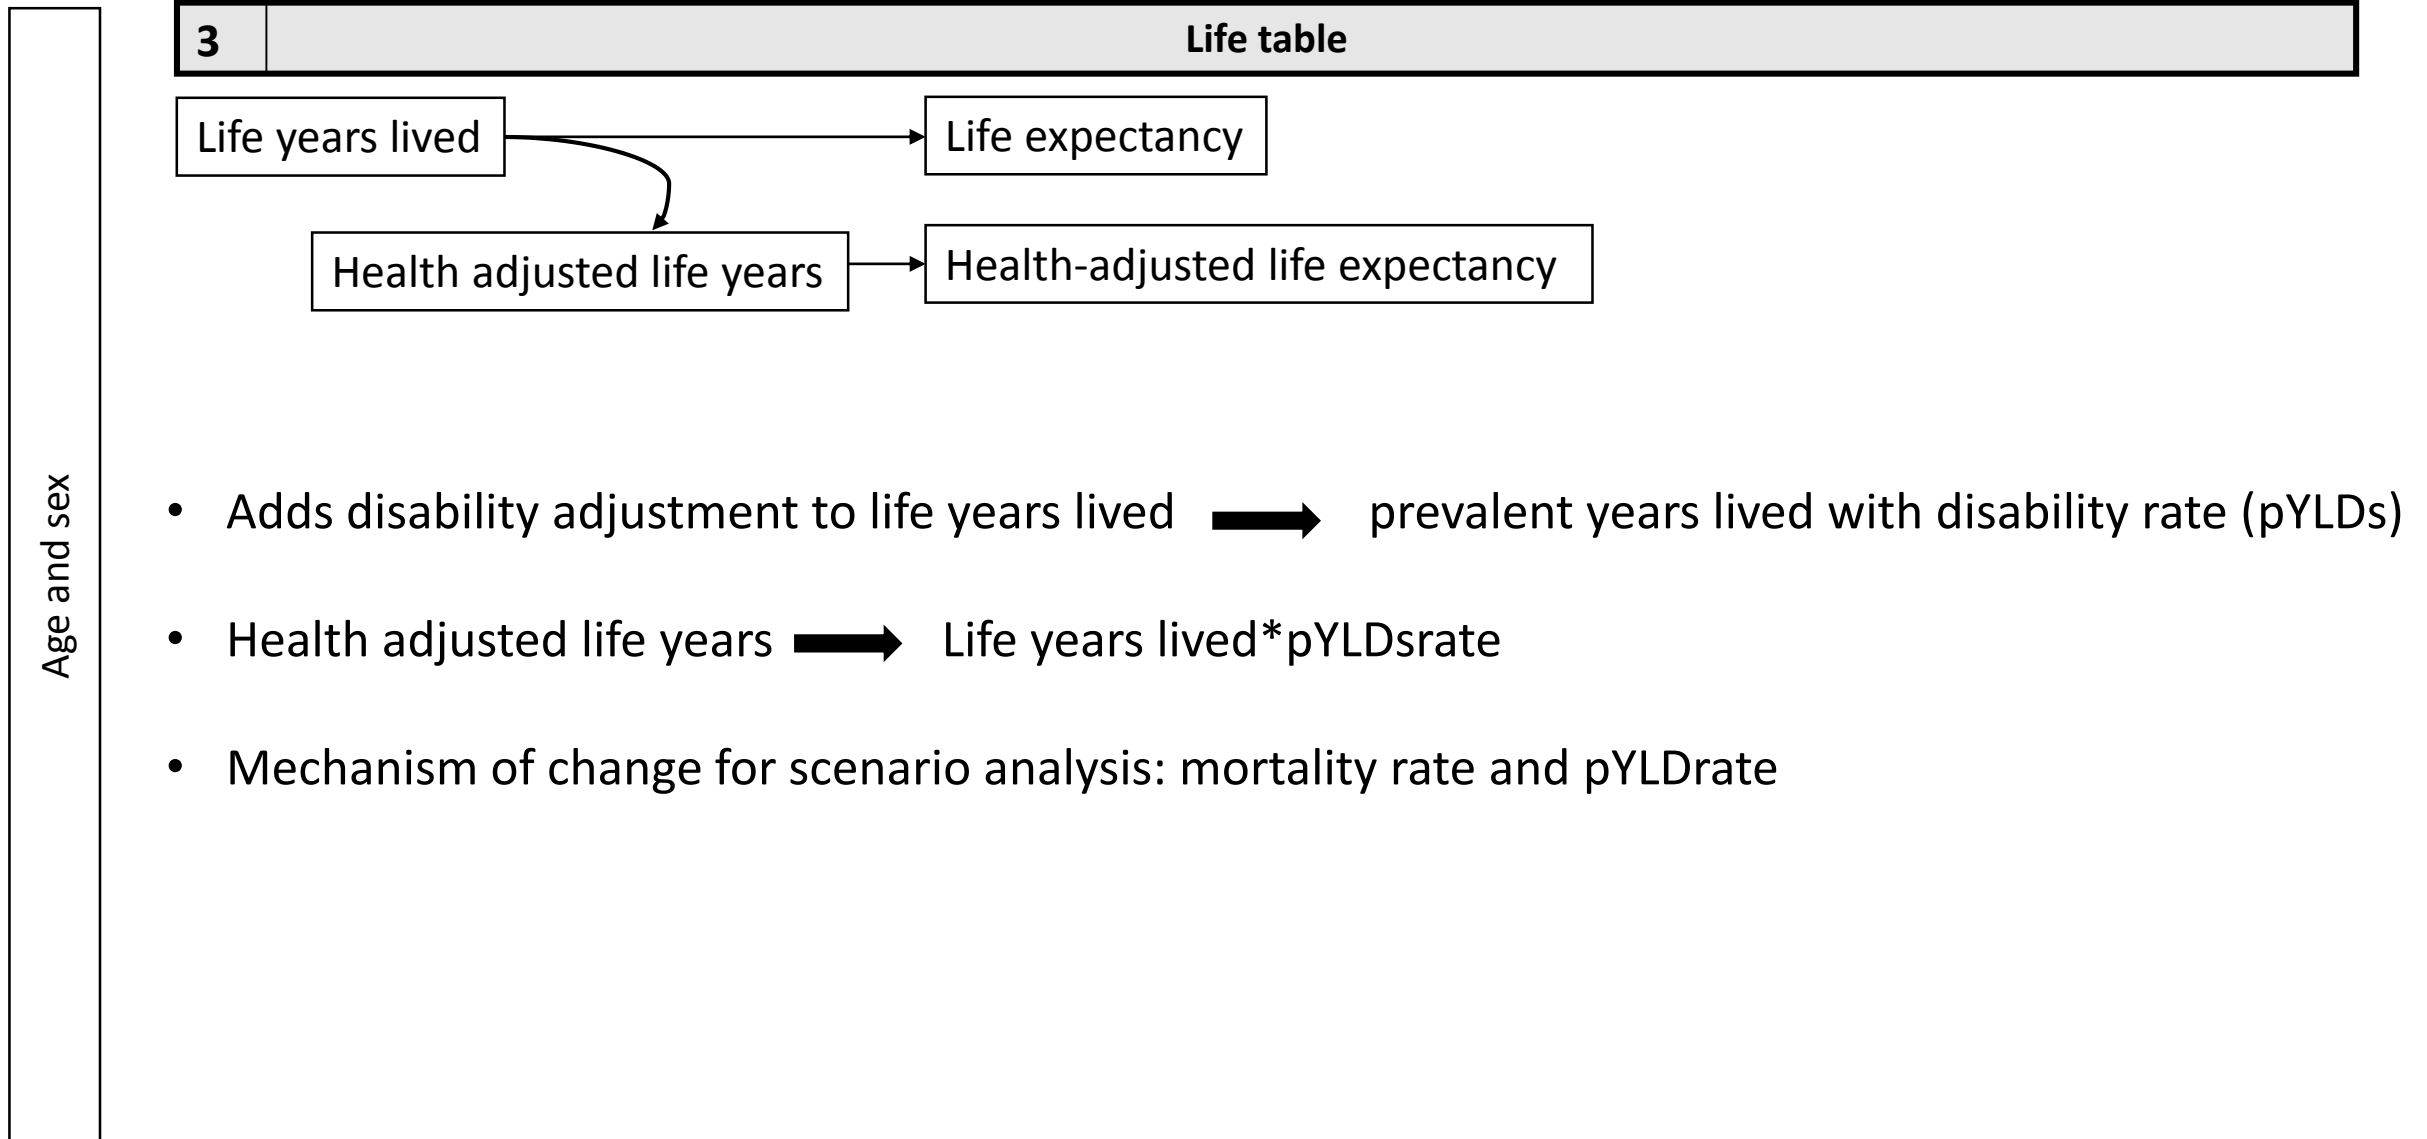 3 Life table
Life years lived
Life expectancy
Health adjusted life years
Health-adjusted life expectancy
Age and sex
• Adds disability adjustment to life years lived prevalent years lived with disability rate (pYLDs)
• Health adjusted life years Life years lived*pYLDsrate
• Mechanism of change for scenario analysis: mortality rate and pYLDrate